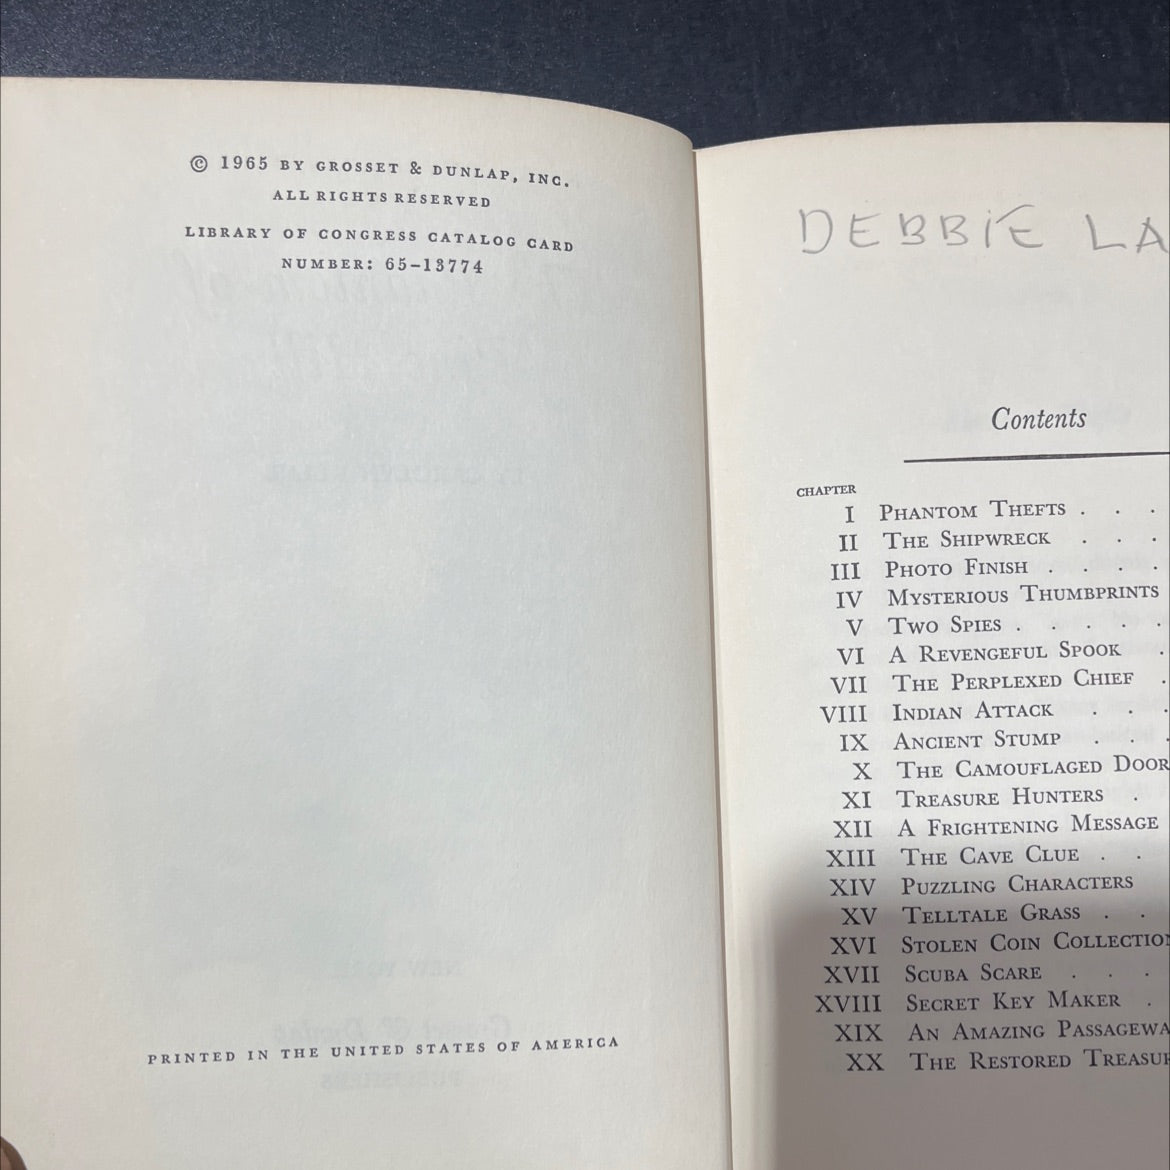 © 1965 BY GROSSET & DUNLAP, INC.
ALL RIGHTS RESERVED
LIBRARY OF CONGRESS CATALOG CARD
NUMBER: 65-13774
PRINTED IN THE UNITED STATES OF AMERICA
DEBBIE LA
Contents
CHAPTER
I PHANTOM THEFTS . . .
II THE SHIPWRECK . . .
III PHOTO FINISH . . . .
IV MYSTERIOUS THUMBPRINTS
V TWO SPIES . . . . .
VI A REVENGEFUL SPOOK .
VII THE PERPLEXED CHIEF .
VIII INDIAN ATTACK . . .
IX ANCIENT STUMP . . .
X THE CAMOUFLAGED DOOR
XI TREASURE HUNTERS .
XII A FRIGHTENING MESSAGE
XIII THE CAVE CLUE . .
XIV PUZZLING CHARACTERS
XV TELLTALE GRASS . .
XVI STOLEN COIN COLLECTIO
XVII SCUBA SCARE . . .
XVIII SECRET KEY MAKER .
XIX AN AMAZING PASSAGEWA
XX THE RESTORED TREASU